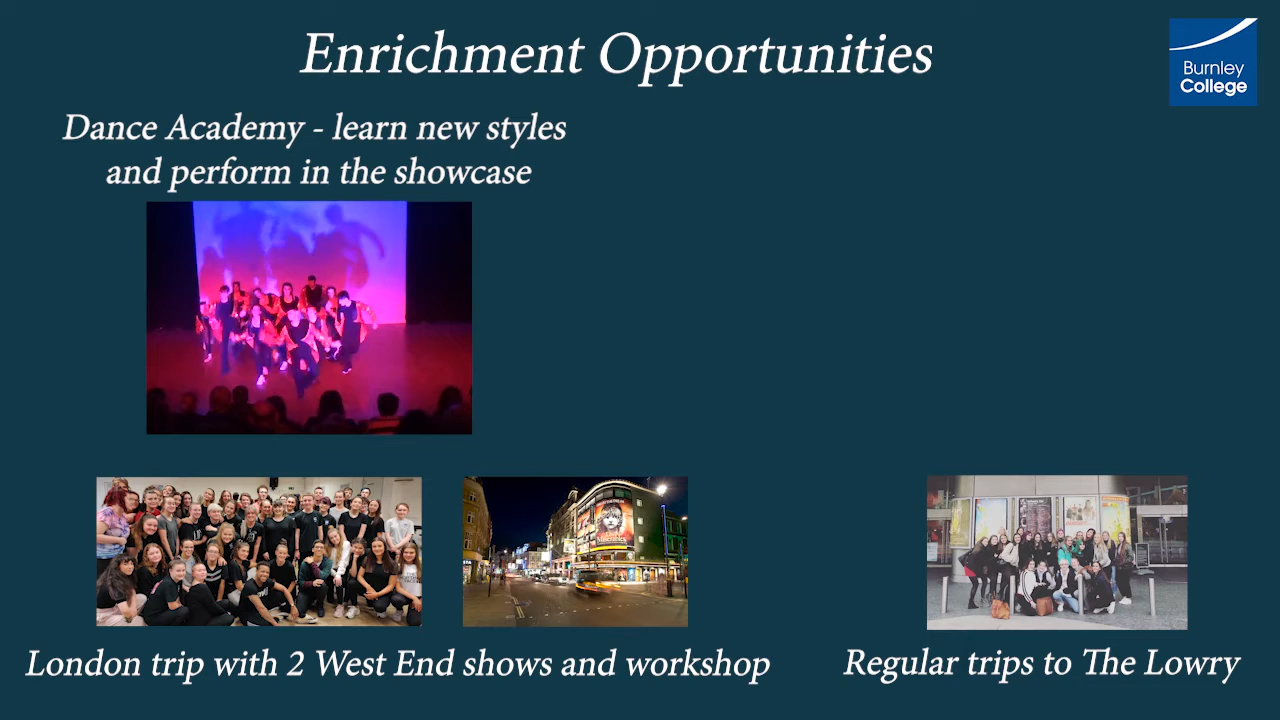 Enrichment Opportunities
Burnley
College
Dance Academy - learn new styles
and perform in the showcase
London trip with 2 West End shows and workshop
Regular trips to The Lowry